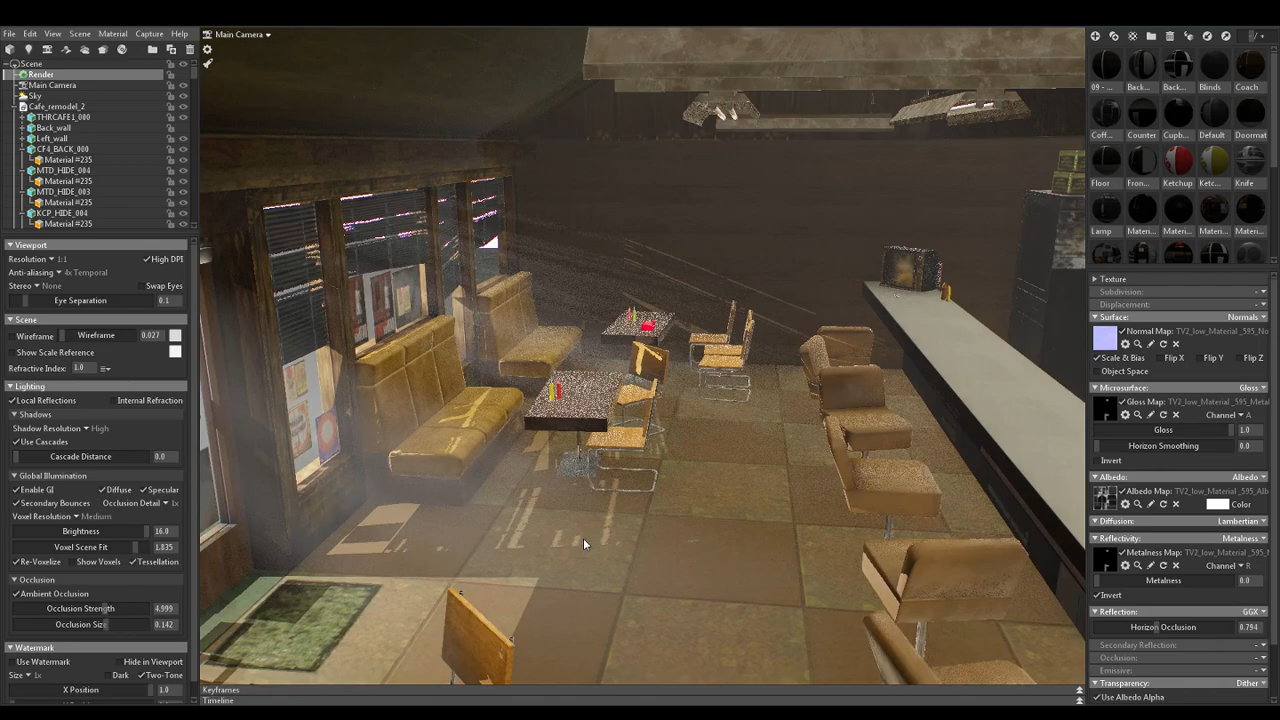 File Edit View Scene Material Capture Help
Main Camera
Scene
Render
Main Camera
Sky
Cafe_remodel_2
THRCAFE1_000
Back_wall
Left_wall
CF4_BACK_000
Material #235
MTD_HIDE_004
Material #235
MTD_HIDE_003
Material #235
KCP_HIDE_004
Material #235
Viewport
Resolution 1:1 High DPI
Anti-aliasing 4x Temporal
Stereo None Swap Eyes
Eye Separation 0.1
Scene
Wireframe Wireframe 0.027
Show Scale Reference
Refractive Index: 1.0
Lighting
Local Reflections Internal Refraction
Shadows
Shadow Resolution High
Use Cascades
Cascade Distance 0.0
Global Illumination
Enable GI Diffuse Specular
Secondary Bounces Occlusion Detail 1x
Voxel Resolution Medium
Brightness 16.0
Voxel Scene Fit 1.835
Re-Voxelize Show Voxels Tessellation
Occlusion
Ambient Occlusion
Occlusion Strength 4.999
Occlusion Size 0.142
Watermark
Use Watermark Hide in Viewport
Size 1x Dark Two-Tone
X Position 1.0
Keyframes
Timeline
09 - ... Back... Back... Blinds Coach
Coff... Counter Cupb... Default Doormat
Floor Fron... Ketchup Ketc... Knife
Lamp Materi... Materi... Materi... Materi...
Texture
Subdivision: -
Displacement: -
Surface: Normals
Normal Map: TV2_low_Material _595_No
Scale & Bias Flip X Flip Y Flip Z
Object Space
Microsurface: Gloss
Gloss Map: TV2_low_Material _595_Met
Channel A
Gloss 1.0
Horizon Smoothing 0.0
Invert
Albedo: Albedo
Albedo Map: TV2_low_Material _595_Alb
Color
Diffusion: Lambertian
Reflectivity: Metalness
Metalness Map: TV2_low_Material _595_M
Channel R
Metalness 0.0
Invert
Reflection: GGX
Horizon Occlusion 0.794
Secondary Reflection: -
Occlusion: -
Emissive: -
Transparency: Dither
Use Albedo Alpha